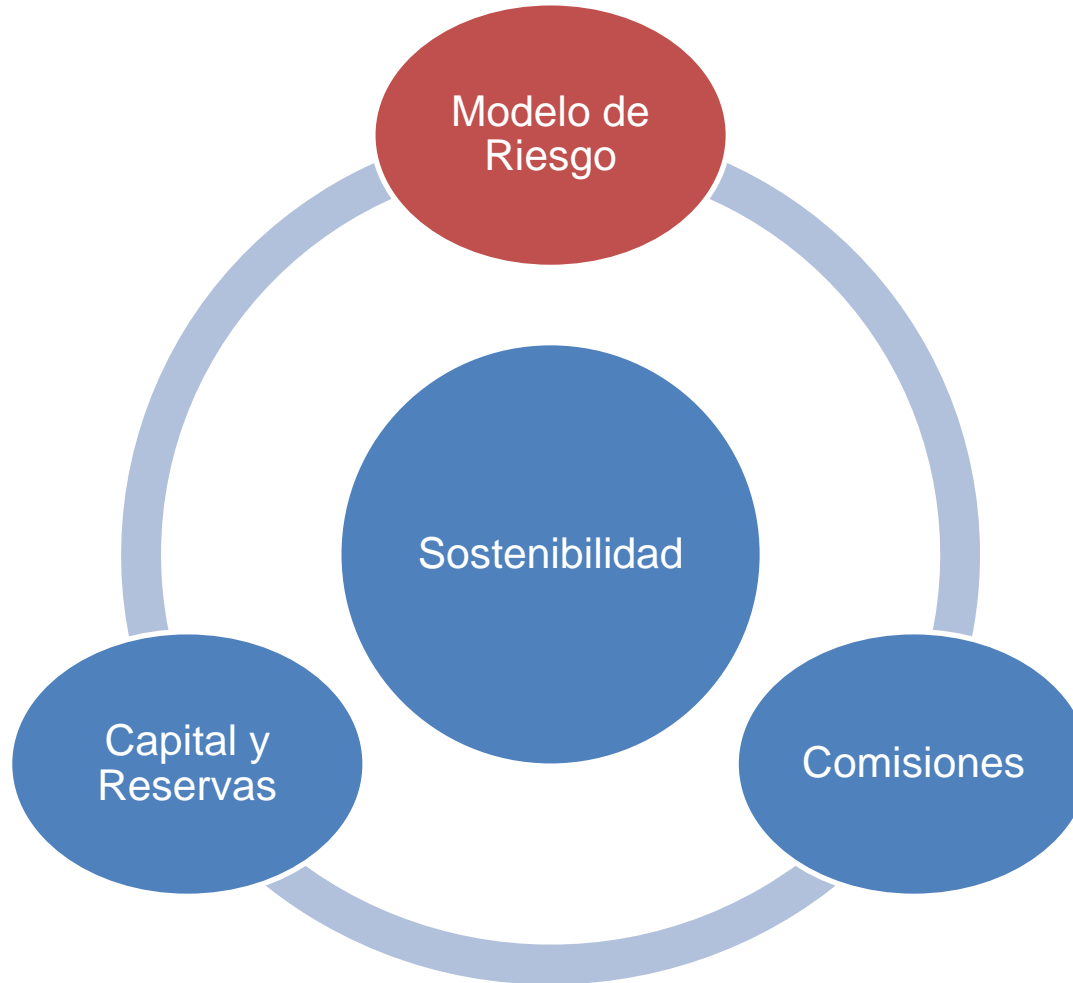 Modelo de
Riesgo
Sostenibilidad
Capital y
Reservas
Comisiones